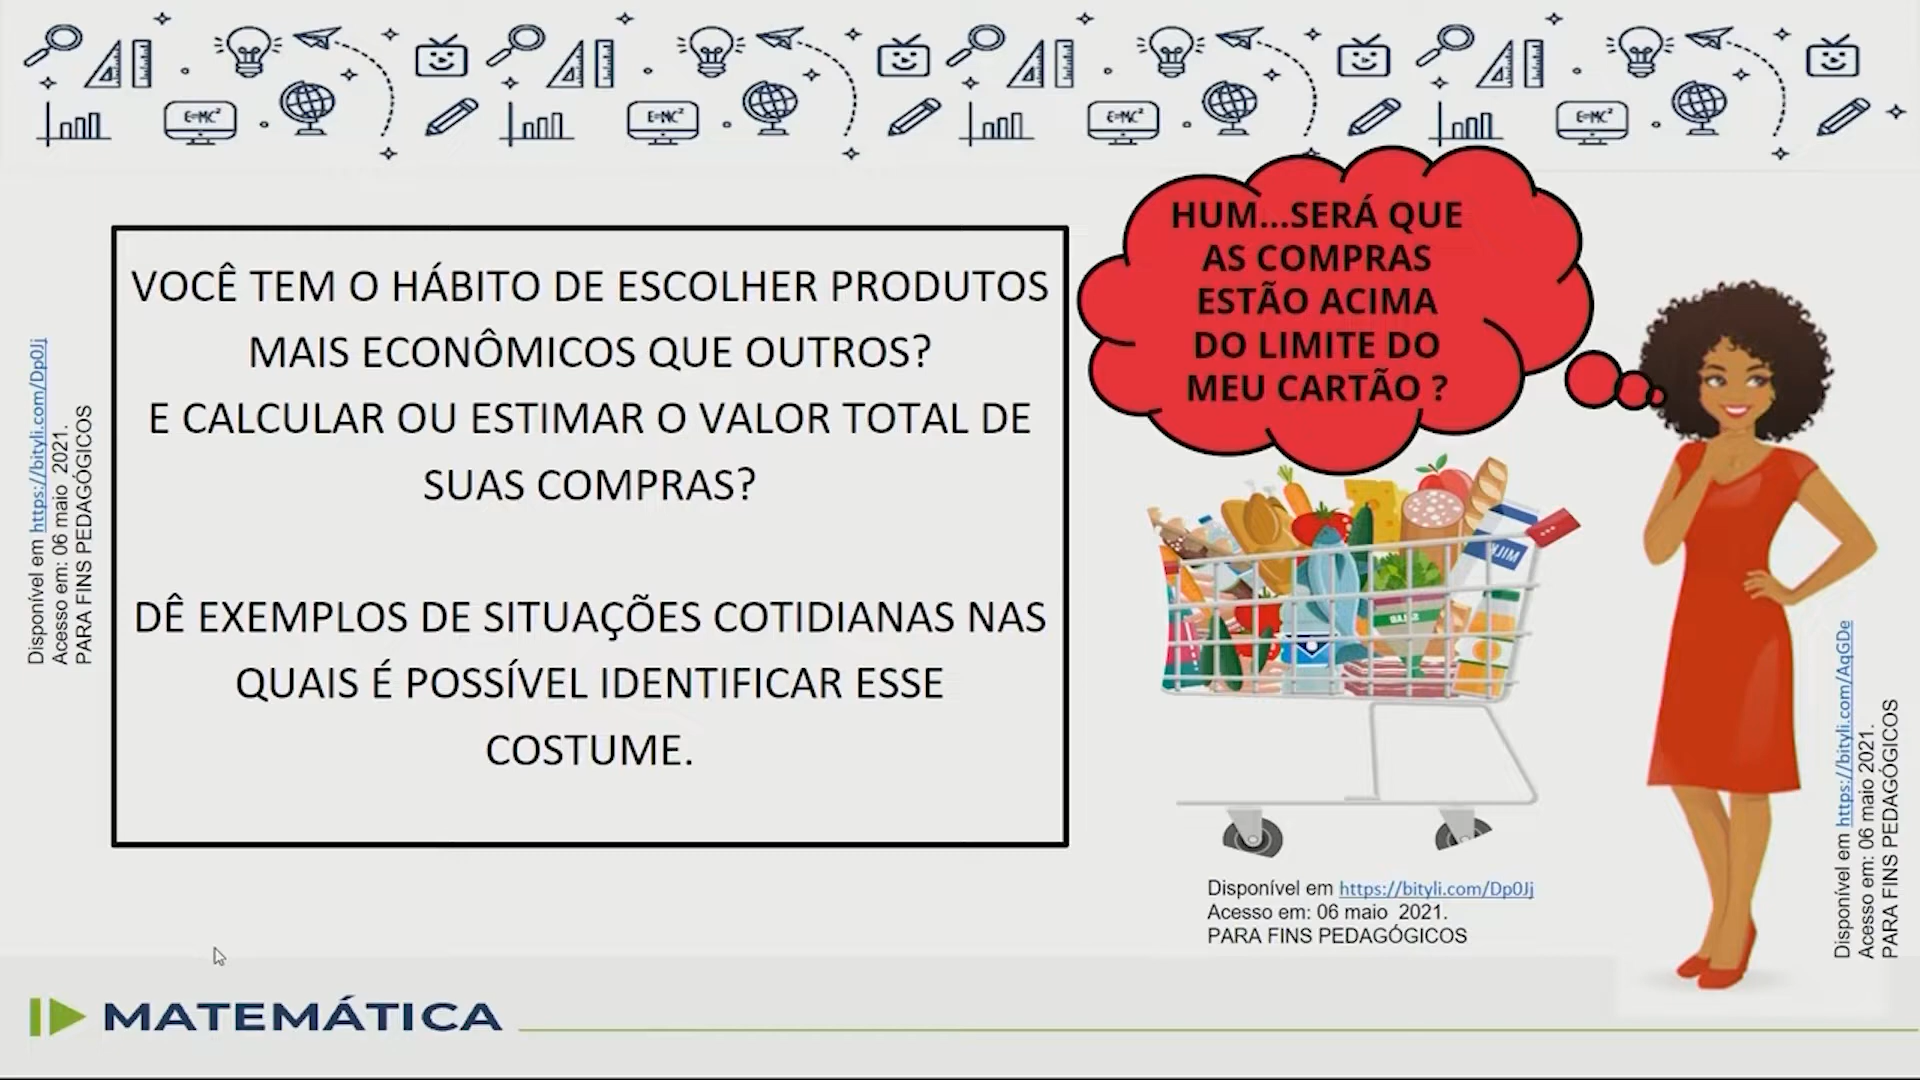 E=MC²
E=MC²
E=MC²
E=MC²
VOCÊ TEM O HÁBITO DE ESCOLHER PRODUTOS
MAIS ECONÔMICOS QUE OUTROS?
E CALCULAR OU ESTIMAR O VALOR TOTAL DE
SUAS COMPRAS?
DÊ EXEMPLOS DE SITUAÇÕES COTIDIANAS NAS
QUAIS É POSSÍVEL IDENTIFICAR ESSE
COSTUME.
HUM...SERÁ QUE
AS COMPRAS
ESTÃO ACIMA
DO LIMITE DO
MEU CARTÃO ?
Disponível em https://bityli.com/Dp0Jj
Acesso em: 06 maio 2021.
PARA FINS PEDAGÓGICOS
Disponível em https://bityli.com/Dp0Jj
Acesso em: 06 maio 2021.
PARA FINS PEDAGÓGICOS
Disponível em https://bityli.com/AqGDe
Acesso em: 06 maio 2021.
PARA FINS PEDAGÓGICOS
MATEMÁTICA